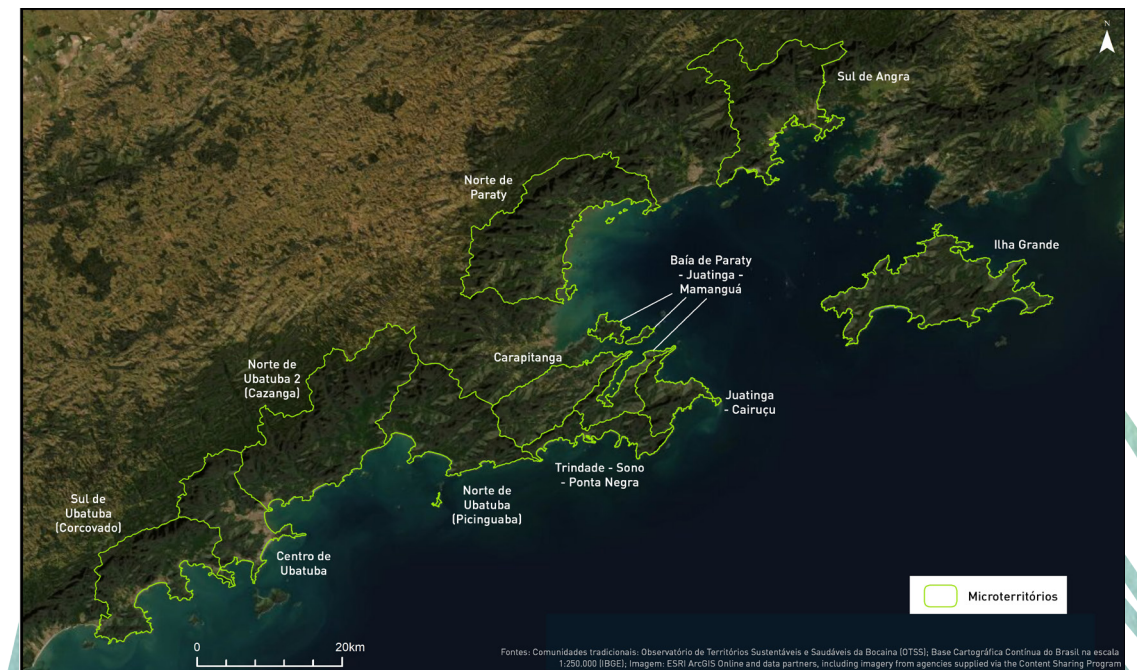 N
Sul de Angra
Norte de
Paraty
Ilha Grande
Baía de Paraty
- Juatinga -
Mamanguá
Carapitanga
Norte de
Ubatuba 2
(Cazanga)
Juatinga
- Cairuçu
Trindade - Sono
- Ponta Negra
Norte de
Ubatuba
(Picinguaba)
Sul de
Ubatuba
(Corcovado)
Centro de
Ubatuba
Microterritórios
0 20km
Fontes: Comunidades tradicionais: Observatório de Territórios Sustentáveis e Saudáveis da Bocaina (OTSS); Base Cartográfica Contínua do Brasil na escala
1:250.000 (IBGE); Imagem: ESRI ArcGIS Online and data partners, including imagery from agencies supplied via the Content Sharing Program